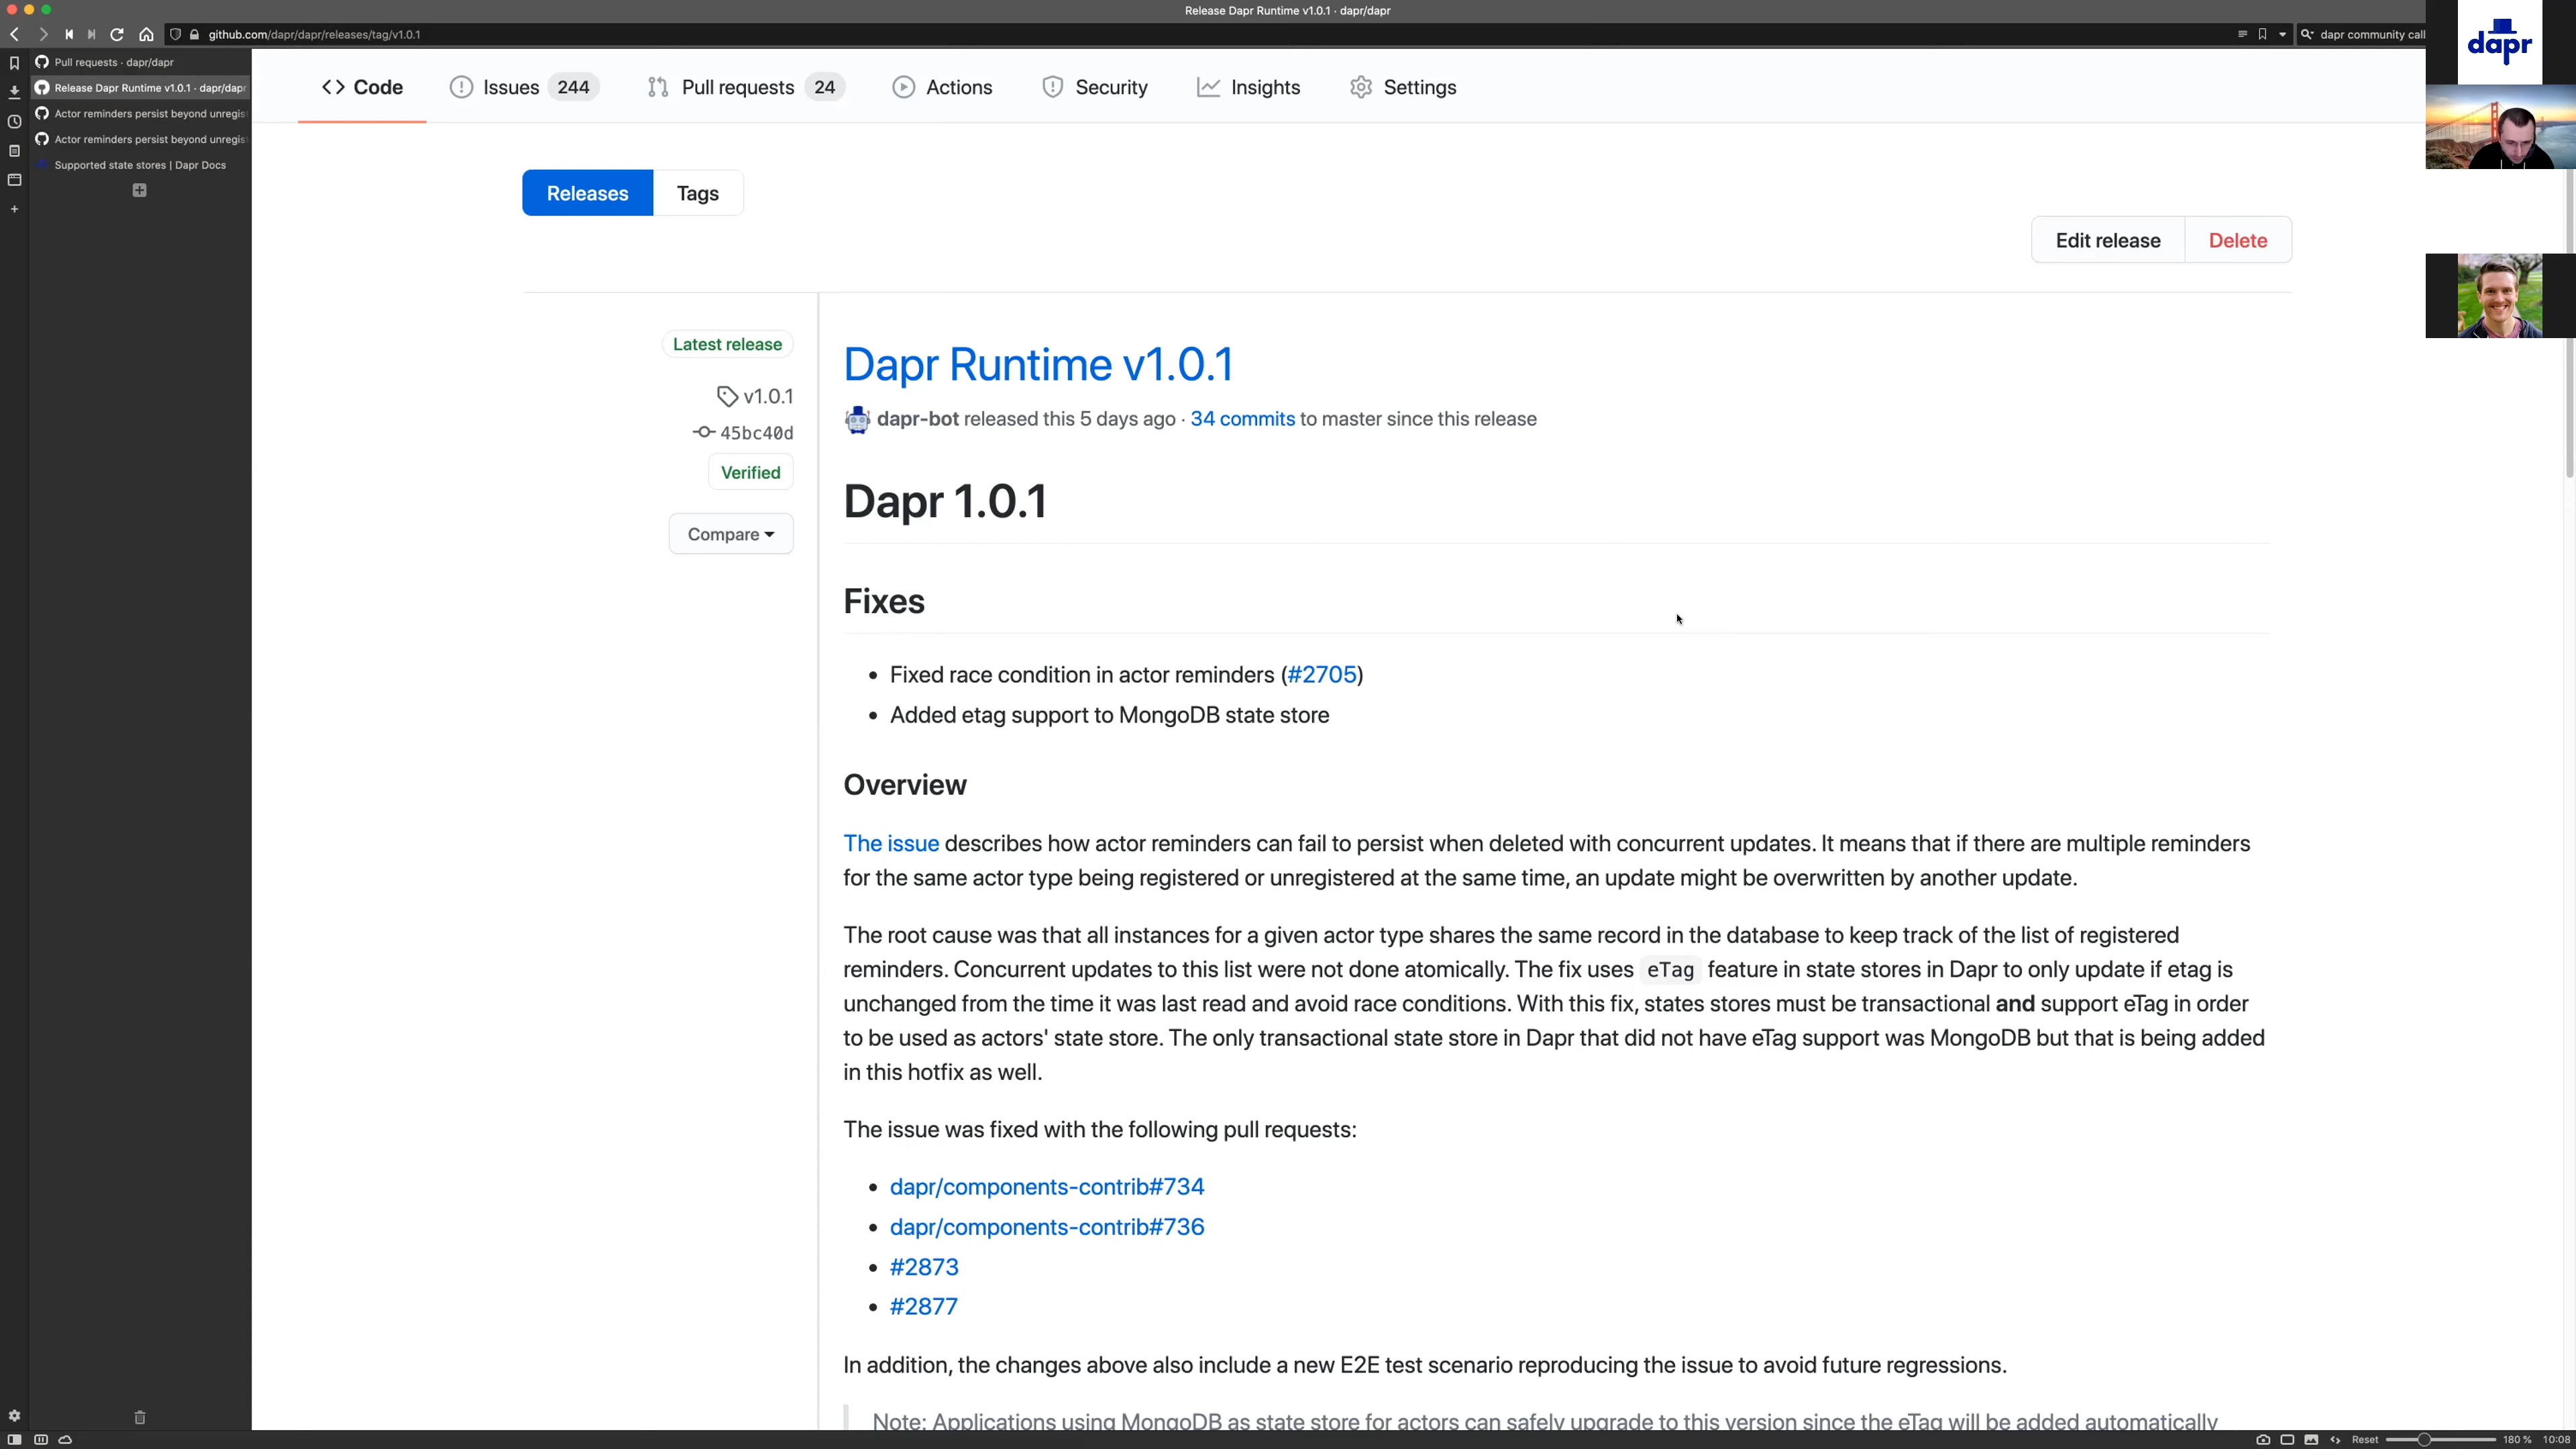 Release Dapr Runtime v1.0.1 · dapr/dapr
github.com/dapr/dapr/releases/tag/v1.0.1
dapr community call
dapr
Pull requests · dapr/dapr
Release Dapr Runtime v1.0.1 · dapr/dapr
Actor reminders persist beyond unregis
Actor reminders persist beyond unregis
Supported state stores | Dapr Docs
Code
Issues 244
Pull requests 24
Actions
Security
Insights
Settings
Releases
Tags
Edit release
Delete
Latest release
v1.0.1
45bc40d
Verified
Compare
Dapr Runtime v1.0.1
dapr-bot released this 5 days ago · 34 commits to master since this release
Dapr 1.0.1
Fixes
• Fixed race condition in actor reminders (#2705)
• Added etag support to MongoDB state store
Overview
The issue describes how actor reminders can fail to persist when deleted with concurrent updates. It means that if there are multiple reminders
for the same actor type being registered or unregistered at the same time, an update might be overwritten by another update.
The root cause was that all instances for a given actor type shares the same record in the database to keep track of the list of registered
reminders. Concurrent updates to this list were not done atomically. The fix uses eTag feature in state stores in Dapr to only update if etag is
unchanged from the time it was last read and avoid race conditions. With this fix, states stores must be transactional and support eTag in order
to be used as actors' state store. The only transactional state store in Dapr that did not have eTag support was MongoDB but that is being added
in this hotfix as well.
The issue was fixed with the following pull requests:
• dapr/components-contrib#734
• dapr/components-contrib#736
• #2873
• #2877
In addition, the changes above also include a new E2E test scenario reproducing the issue to avoid future regressions.
Note: Applications using MongoDB as state store for actors can safely upgrade to this version since the eTag will be added automatically
Reset
180 %
10:08